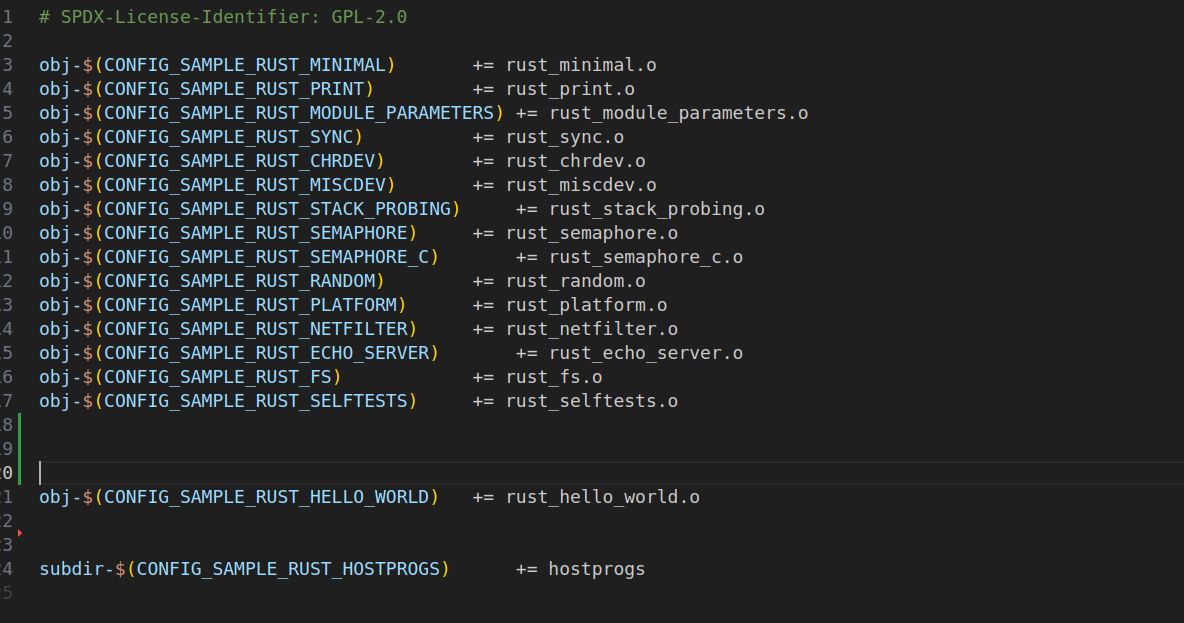 1 # SPDX-License-Identifier: GPL-2.0
2
3 obj-$(CONFIG_SAMPLE_RUST_MINIMAL) += rust_minimal.o
4 obj-$(CONFIG_SAMPLE_RUST_PRINT) += rust_print.o
5 obj-$(CONFIG_SAMPLE_RUST_MODULE_PARAMETERS) += rust_module_parameters.o
6 obj-$(CONFIG_SAMPLE_RUST_SYNC) += rust_sync.o
7 obj-$(CONFIG_SAMPLE_RUST_CHRDEV) += rust_chrdev.o
8 obj-$(CONFIG_SAMPLE_RUST_MISCDEV) += rust_miscdev.o
9 obj-$(CONFIG_SAMPLE_RUST_STACK_PROBING) += rust_stack_probing.o
0 obj-$(CONFIG_SAMPLE_RUST_SEMAPHORE) += rust_semaphore.o
1 obj-$(CONFIG_SAMPLE_RUST_SEMAPHORE_C) += rust_semaphore_c.o
2 obj-$(CONFIG_SAMPLE_RUST_RANDOM) += rust_random.o
3 obj-$(CONFIG_SAMPLE_RUST_PLATFORM) += rust_platform.o
4 obj-$(CONFIG_SAMPLE_RUST_NETFILTER) += rust_netfilter.o
5 obj-$(CONFIG_SAMPLE_RUST_ECHO_SERVER) += rust_echo_server.o
6 obj-$(CONFIG_SAMPLE_RUST_FS) += rust_fs.o
7 obj-$(CONFIG_SAMPLE_RUST_SELFTESTS) += rust_selftests.o
8
9
0
1 obj-$(CONFIG_SAMPLE_RUST_HELLO_WORLD) += rust_hello_world.o
2
3
4 subdir-$(CONFIG_SAMPLE_RUST_HOSTPROGS) += hostprogs
5